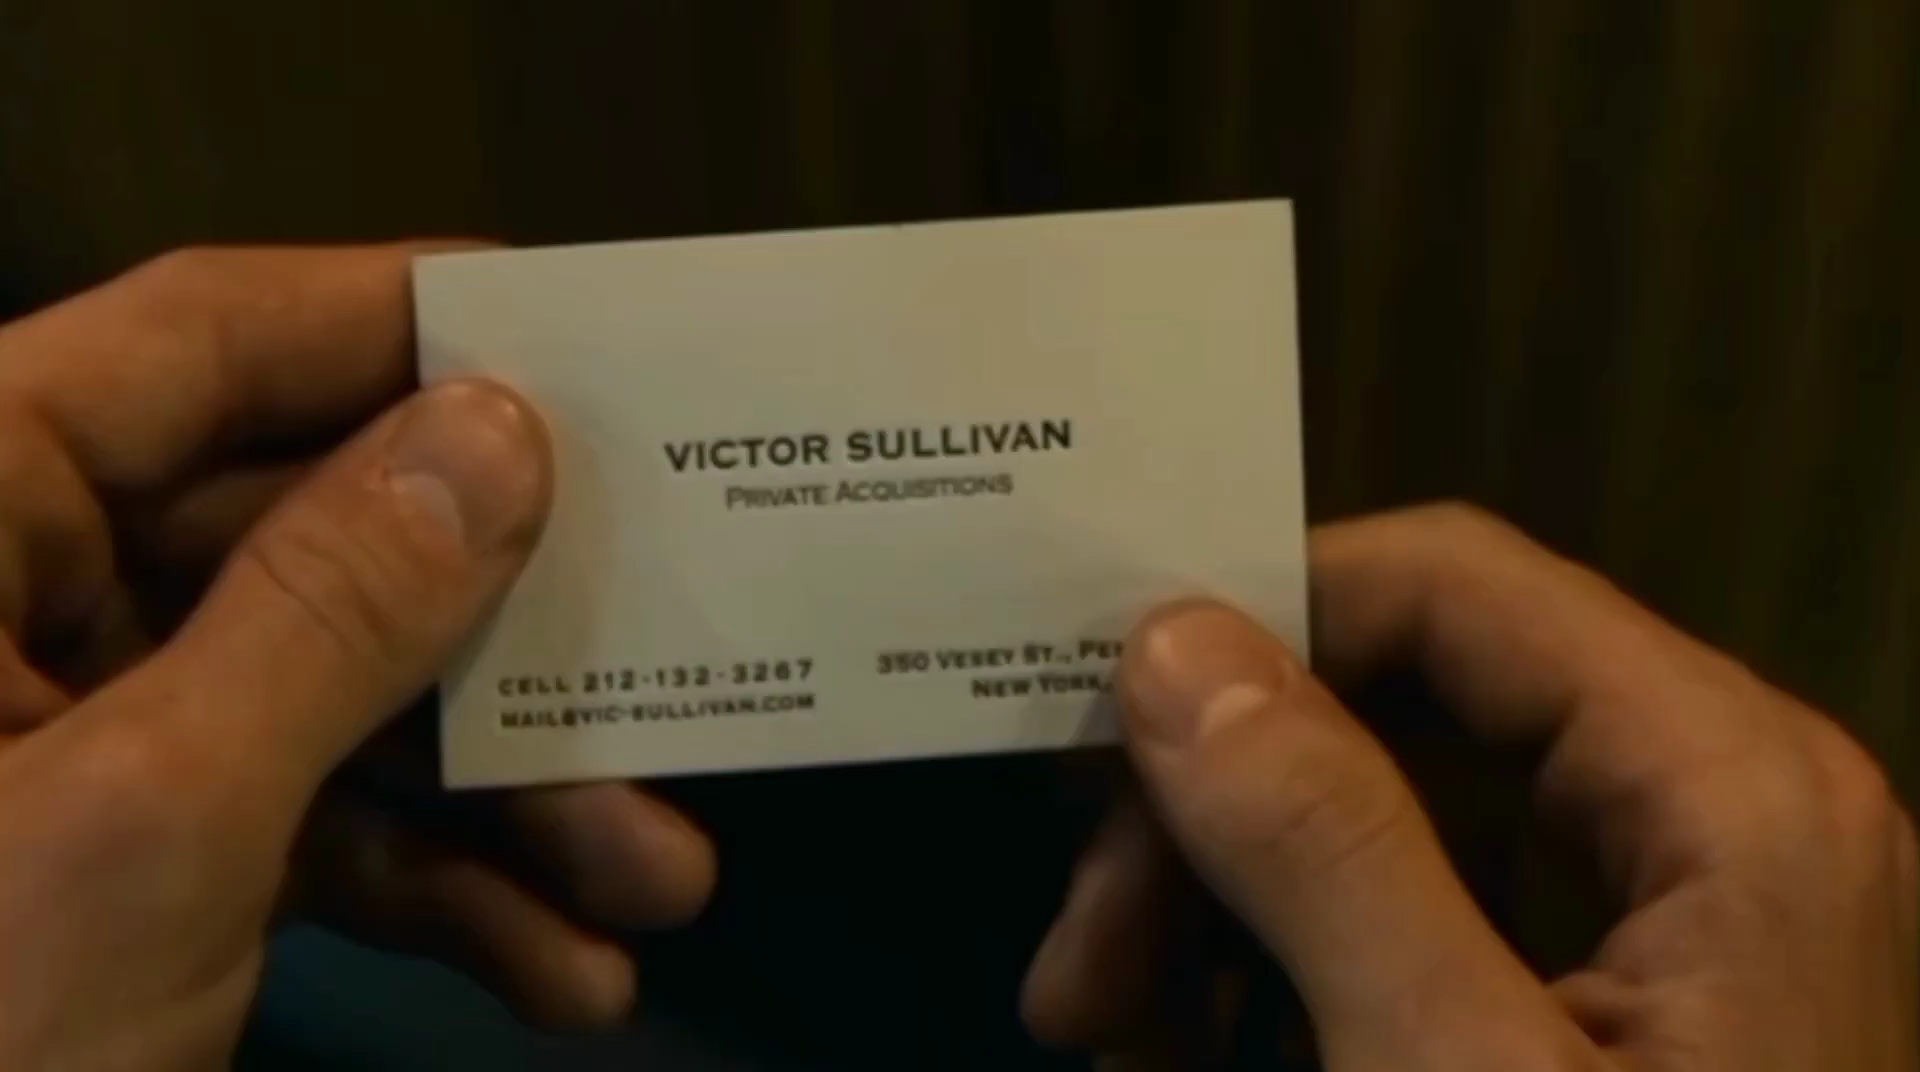 VICTOR SULLIVAN
PRIVATE ACQUISITIONS
CELL 212-132-3267
MAIL@VIC-SULLIVAN.COM
350 VESEY ST.,
NEW YORK,